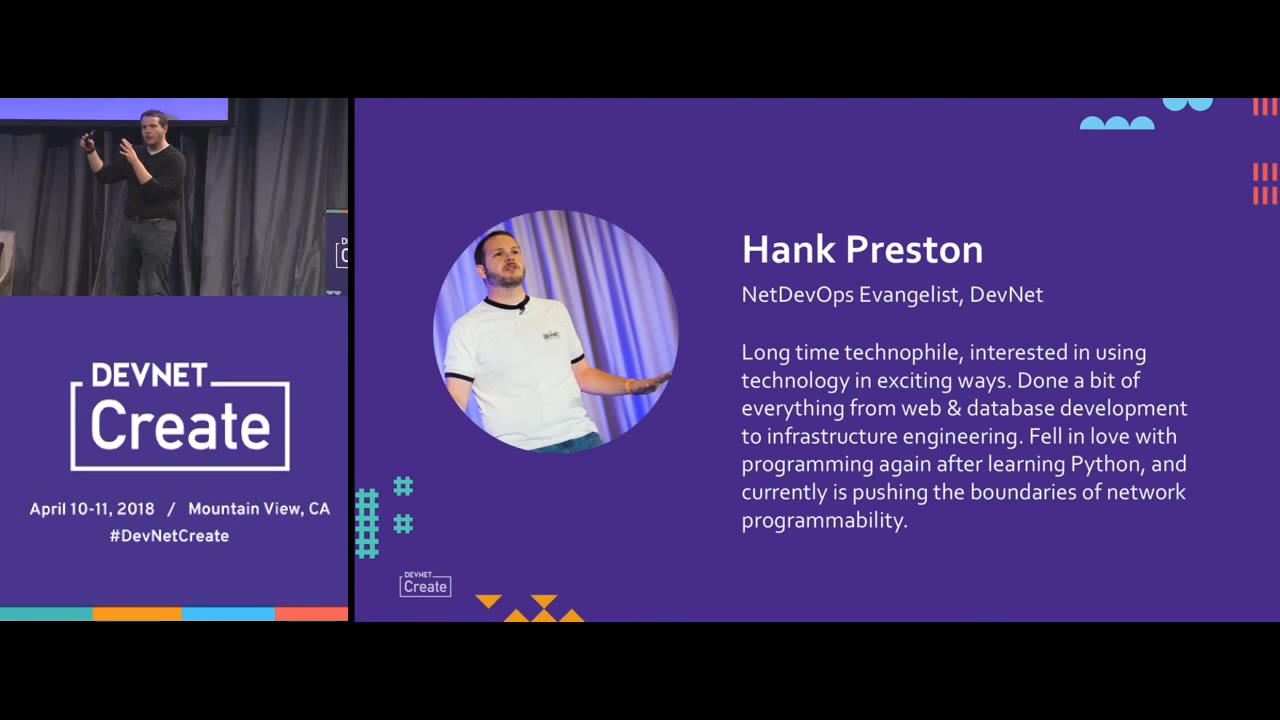 DEVNET
Create
April 10-11, 2018 / Mountain View, CA
#DevNetCreate
Hank Preston
NetDevOps Evangelist, DevNet
Long time technophile, interested in using
technology in exciting ways. Done a bit of
everything from web & database development
to infrastructure engineering. Fell in love with
programming again after learning Python, and
currently is pushing the boundaries of network
programmability.
DEVNET
DEVNET
Create